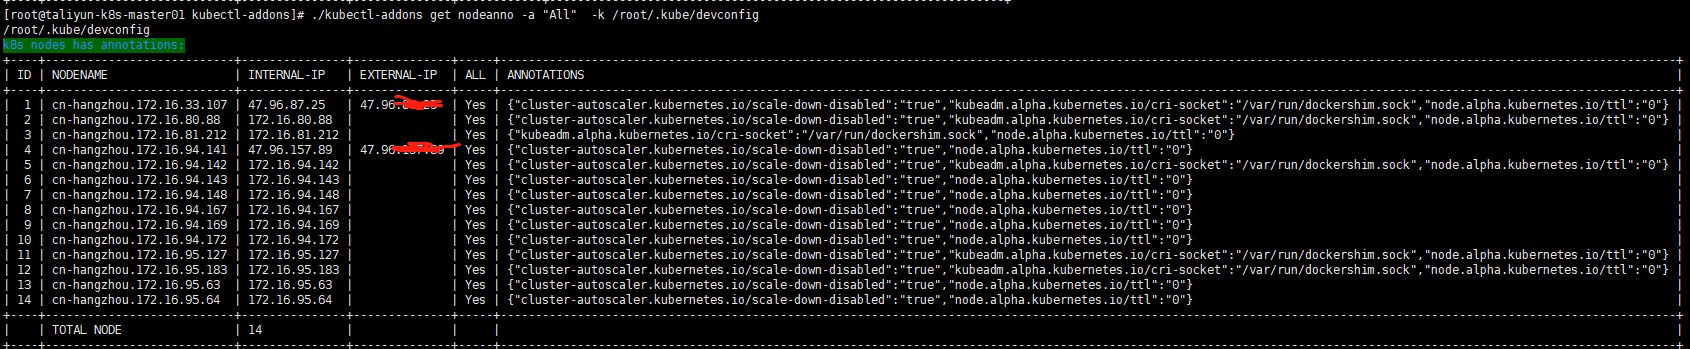 [root@taliyun-k8s-master01 kubectl-addons]# ./kubectl-addons get nodeanno -a "All"  -k /root/.kube/devconfig
/root/.kube/devconfig
k8s nodes has annotations:
| ID | NODENAME | INTERNAL-IP | EXTERNAL-IP | ALL | ANNOTATIONS |
| 1 | cn-hangzhou.172.16.33.107 | 47.96.87.25 | 47.96 | Yes | {"cluster-autoscaler.kubernetes.io/scale-down-disabled":"true","kubeadm.alpha.kubernetes.io/cri-socket":"/var/run/dockershim.sock","node.alpha.kubernetes.io/ttl":"0"} |
| 2 | cn-hangzhou.172.16.80.88 | 172.16.80.88 | | Yes | {"cluster-autoscaler.kubernetes.io/scale-down-disabled":"true","kubeadm.alpha.kubernetes.io/cri-socket":"/var/run/dockershim.sock","node.alpha.kubernetes.io/ttl":"0"} |
| 3 | cn-hangzhou.172.16.81.212 | 172.16.81.212 | | Yes | {"kubeadm.alpha.kubernetes.io/cri-socket":"/var/run/dockershim.sock","node.alpha.kubernetes.io/ttl":"0"} |
| 4 | cn-hangzhou.172.16.94.141 | 47.96.157.89 | 47.96 | Yes | {"cluster-autoscaler.kubernetes.io/scale-down-disabled":"true","node.alpha.kubernetes.io/ttl":"0"} |
| 5 | cn-hangzhou.172.16.94.142 | 172.16.94.142 | | Yes | {"cluster-autoscaler.kubernetes.io/scale-down-disabled":"true","kubeadm.alpha.kubernetes.io/cri-socket":"/var/run/dockershim.sock","node.alpha.kubernetes.io/ttl":"0"} |
| 6 | cn-hangzhou.172.16.94.143 | 172.16.94.143 | | Yes | {"cluster-autoscaler.kubernetes.io/scale-down-disabled":"true","node.alpha.kubernetes.io/ttl":"0"} |
| 7 | cn-hangzhou.172.16.94.148 | 172.16.94.148 | | Yes | {"cluster-autoscaler.kubernetes.io/scale-down-disabled":"true","node.alpha.kubernetes.io/ttl":"0"} |
| 8 | cn-hangzhou.172.16.94.167 | 172.16.94.167 | | Yes | {"cluster-autoscaler.kubernetes.io/scale-down-disabled":"true","node.alpha.kubernetes.io/ttl":"0"} |
| 9 | cn-hangzhou.172.16.94.169 | 172.16.94.169 | | Yes | {"cluster-autoscaler.kubernetes.io/scale-down-disabled":"true","node.alpha.kubernetes.io/ttl":"0"} |
| 10 | cn-hangzhou.172.16.94.172 | 172.16.94.172 | | Yes | {"cluster-autoscaler.kubernetes.io/scale-down-disabled":"true","node.alpha.kubernetes.io/ttl":"0"} |
| 11 | cn-hangzhou.172.16.95.127 | 172.16.95.127 | | Yes | {"cluster-autoscaler.kubernetes.io/scale-down-disabled":"true","kubeadm.alpha.kubernetes.io/cri-socket":"/var/run/dockershim.sock","node.alpha.kubernetes.io/ttl":"0"} |
| 12 | cn-hangzhou.172.16.95.183 | 172.16.95.183 | | Yes | {"cluster-autoscaler.kubernetes.io/scale-down-disabled":"true","kubeadm.alpha.kubernetes.io/cri-socket":"/var/run/dockershim.sock","node.alpha.kubernetes.io/ttl":"0"} |
| 13 | cn-hangzhou.172.16.95.63 | 172.16.95.63 | | Yes | {"cluster-autoscaler.kubernetes.io/scale-down-disabled":"true","node.alpha.kubernetes.io/ttl":"0"} |
| 14 | cn-hangzhou.172.16.95.64 | 172.16.95.64 | | Yes | {"cluster-autoscaler.kubernetes.io/scale-down-disabled":"true","node.alpha.kubernetes.io/ttl":"0"} |
| | TOTAL NODE | 14 | | | |